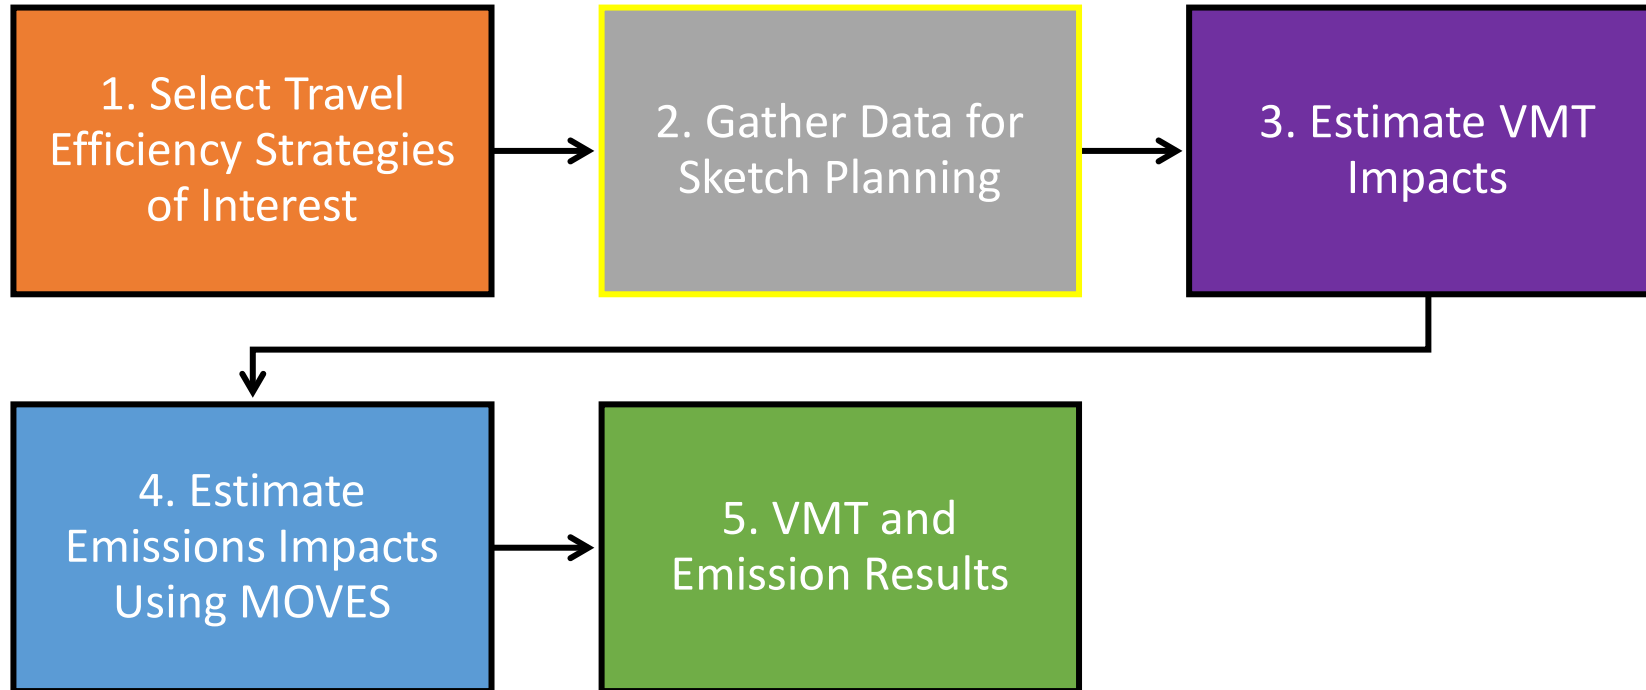 1. Select Travel
Efficiency Strategies
of Interest
2. Gather Data for
Sketch Planning
3. Estimate VMT
Impacts
4. Estimate
Emissions Impacts
Using MOVES
5. VMT and
Emission Results